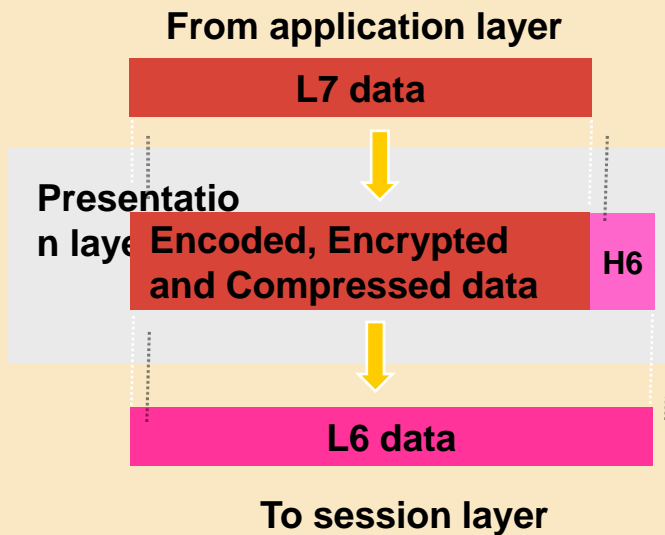 From application layer
L7 data
Presentatio
n laye
Encoded, Encrypted
and Compressed data
H6
L6 data
To session layer